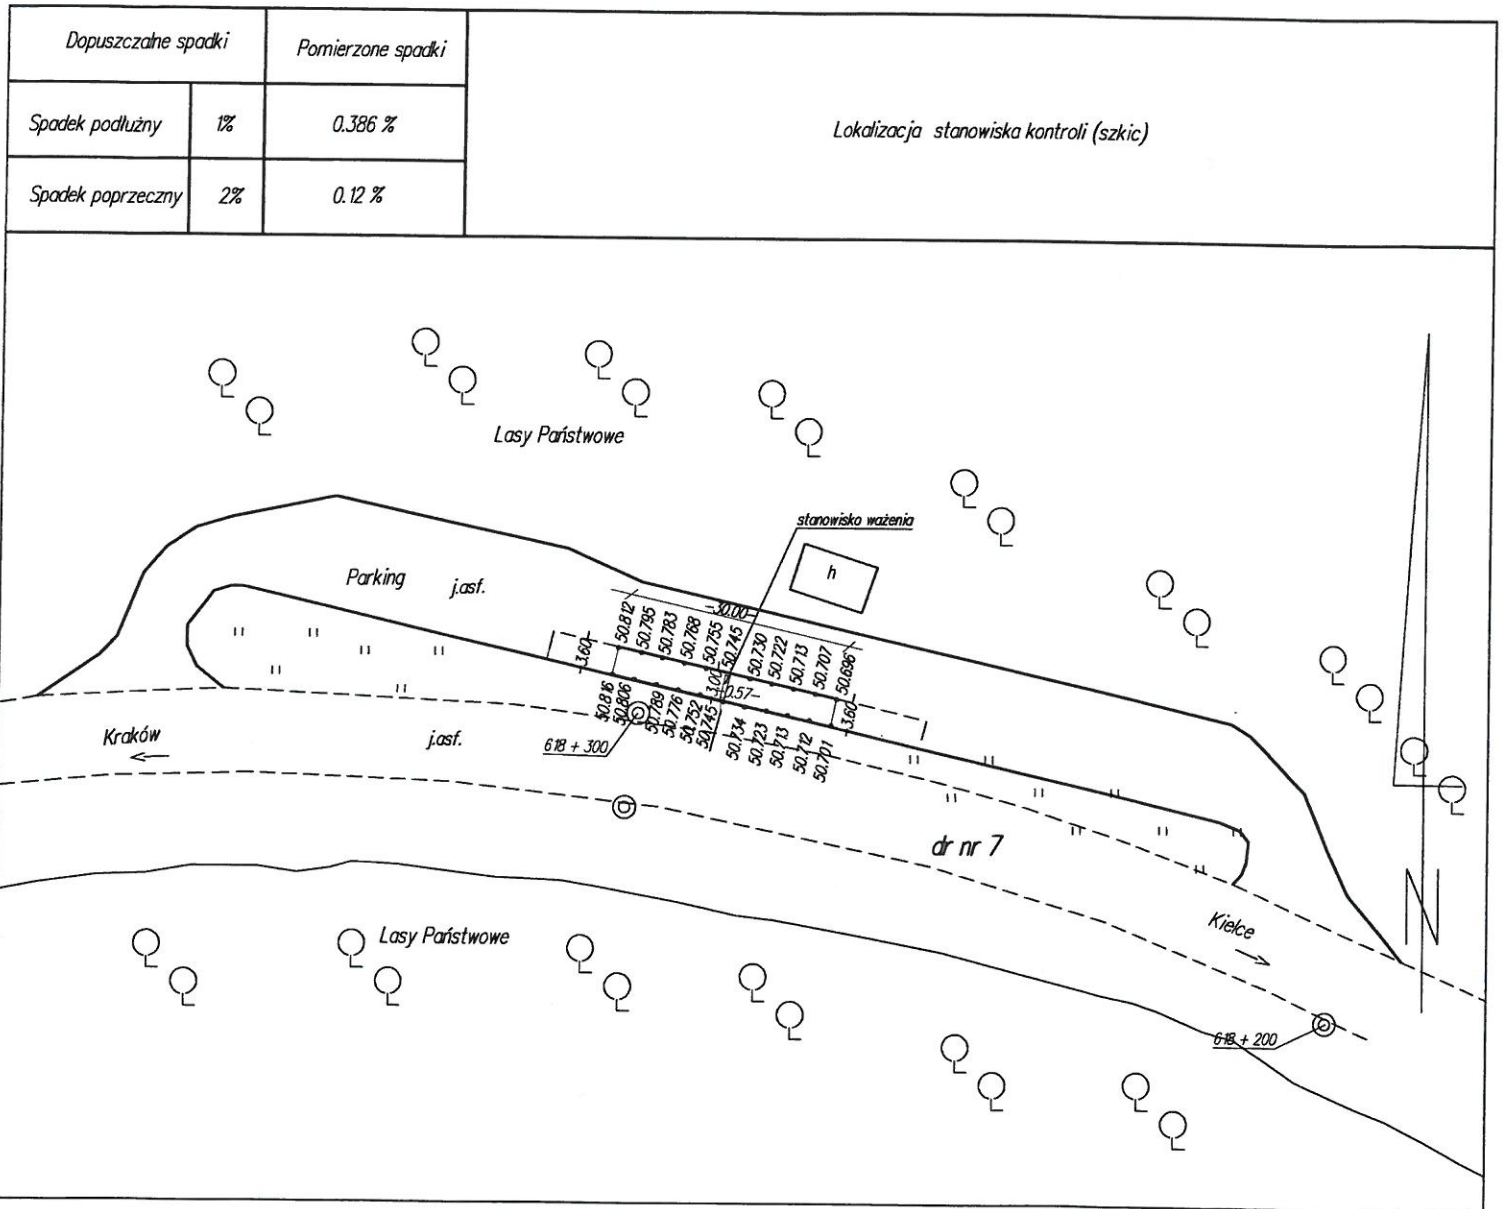 Dopuszczalne spadki
Pomierzone spadki
Spadek podłużny
1%
0.386 %
Spadek poprzeczny
2%
0.12 %
Lokalizacja stanowiska kontroli (szkic)
Lasy Państwowe
stanowisko ważenia
h
Parking
j.asf.
30.00
50.812
50.795
50.783
50.768
50.755
50.745
50.730
50.722
50.713
50.707
50.696
3.60
3.00
0.57
3.60
50.816
50.806
50.789
50.776
50.752
50.745
50.734
50.723
50.713
50.712
50.701
618 + 300
Kraków
j.asf.
dr nr 7
Kielce
N
Lasy Państwowe
618 + 200